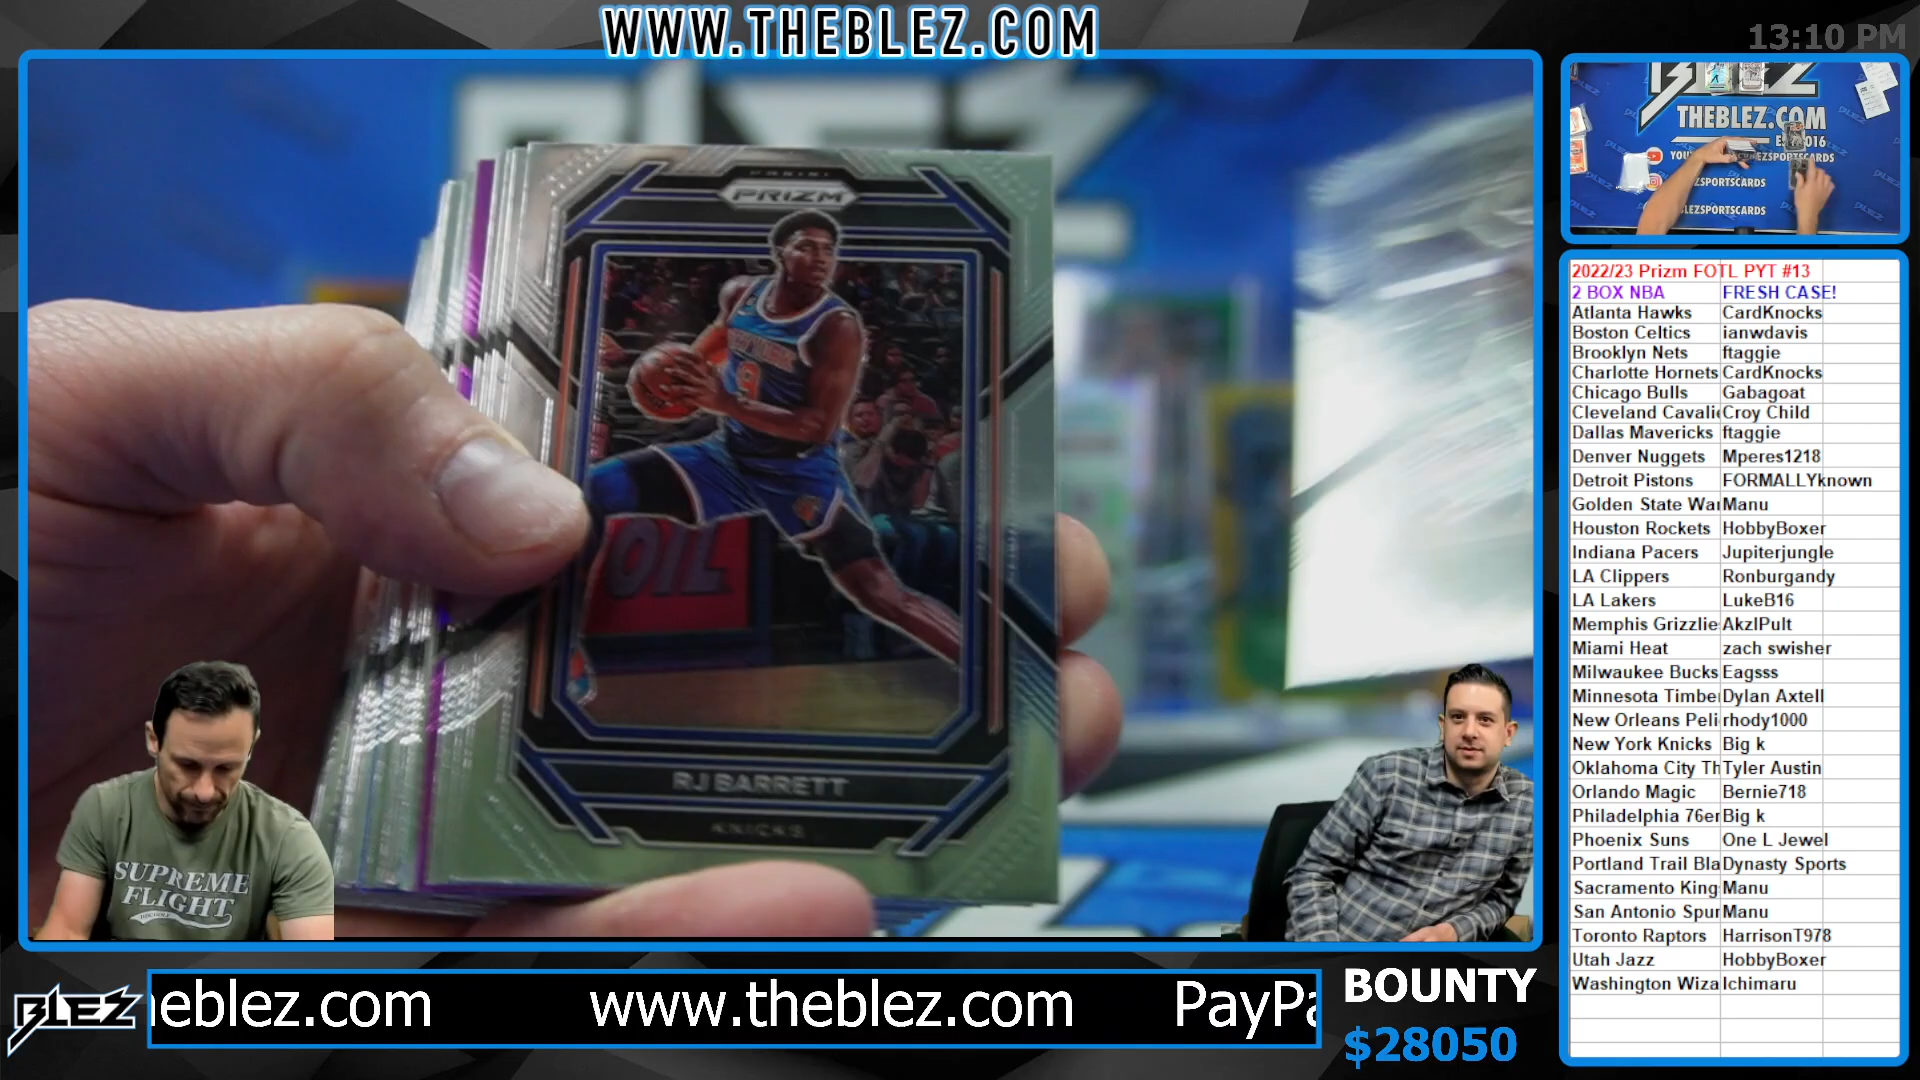 WWW.THEBLEZ.COM
13:10 PM
PANINI
PRIZM
OIL
9
RJ BARRETT
KNICKS
SUPREME
FLIGHT
BLEZ
THEBLEZ.COM
2022/23 Prizm FOTL PYT #13
2 BOX NBA FRESH CASE!
Atlanta Hawks CardKnocks
Boston Celtics ianwdavis
Brooklyn Nets ftaggie
Charlotte Hornets CardKnocks
Chicago Bulls Gabagoat
Cleveland Cavali Croy Child
Dallas Mavericks ftaggie
Denver Nuggets Mperes1218
Detroit Pistons FORMALLYknown
Golden State War Manu
Houston Rockets HobbyBoxer
Indiana Pacers Jupiterjungle
LA Clippers Ronburgandy
LA Lakers LukeB16
Memphis Grizzlie AkzlPult
Miami Heat zach swisher
Milwaukee Bucks Eagsss
Minnesota Timbe Dylan Axtell
New Orleans Peli rhody1000
New York Knicks Big k
Oklahoma City Th Tyler Austin
Orlando Magic Bernie718
Philadelphia 76er Big k
Phoenix Suns One L Jewel
Portland Trail Bla Dynasty Sports
Sacramento King Manu
San Antonio Spur Manu
Toronto Raptors HarrisonT978
Utah Jazz HobbyBoxer
Washington Wiza Ichimaru
BLEZ
eblez.com www.theblez.com PayPa
BOUNTY
$28050